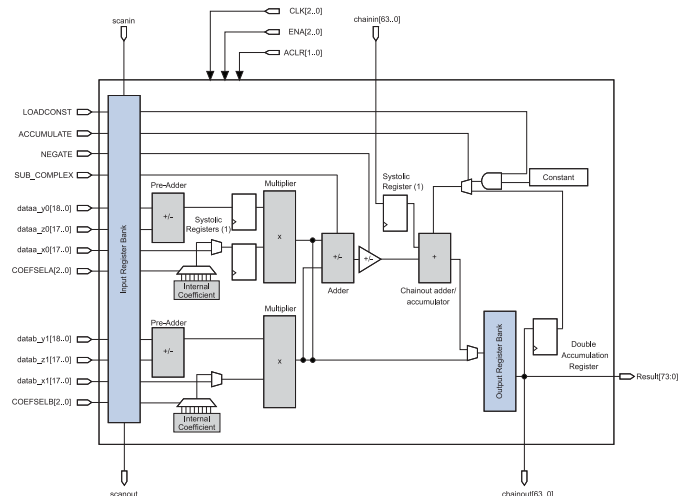 CLK[2..0]
scanin
chainin[63..0]
ENA[2..0]
ACLR[1..0]
LOADCONST
ACCUMULATE
NEGATE
Constant
SUB_COMPLEX
Systolic
Register (1)
Multiplier
Pre-Adder
dataa_y0[18..0]
+/-
Systolic
Registers (1)
dataa_z0[17..0]
x
+/-
+/-
+
dataa_x0[17..0]
COEFSELA[2..0]
Internal
Coefficient
Adder
Chainout adder/
accumulator
Input Register Bank
Multiplier
Pre-Adder
datab_y1[18..0]
+/-
datab_z1[17..0]
x
Output Register Bank
Double
Accumulation
Register
datab_x1[17..0]
Result[73:0]
COEFSELB[2..0]
Internal
Coefficient
scanout
chainout[63..0]